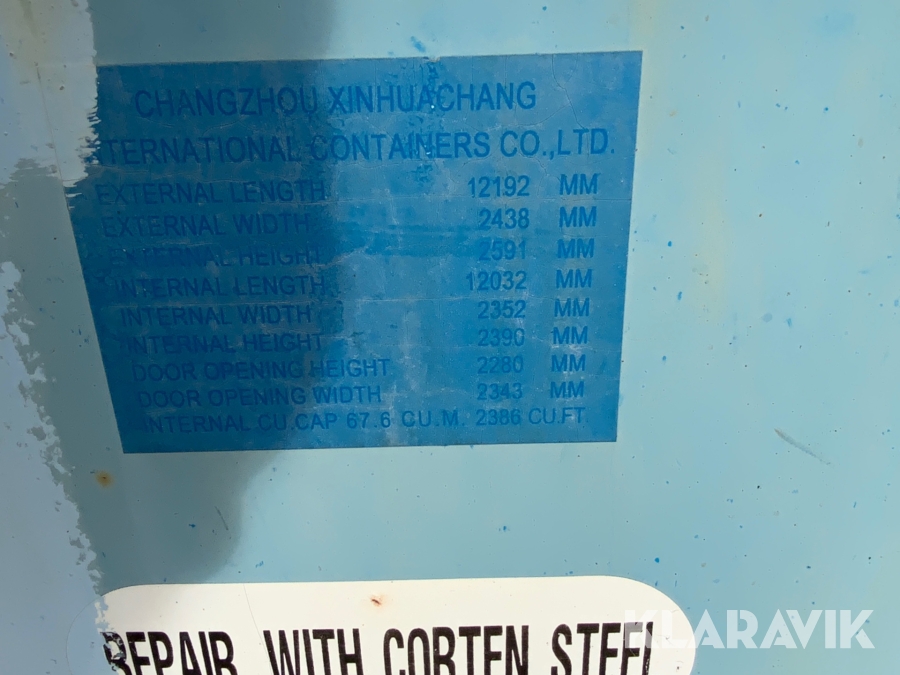 CHANGZHOU XINHUACHANG
INTERNATIONAL CONTAINERS CO.,LTD.
EXTERNAL LENGTH 12192 MM
EXTERNAL WIDTH 2438 MM
EXTERNAL HEIGHT 2591 MM
INTERNAL LENGTH 12032 MM
INTERNAL WIDTH 2352 MM
INTERNAL HEIGHT 2390 MM
DOOR OPENING HEIGHT 2280 MM
DOOR OPENING WIDTH 2343 MM
INTERNAL CU.CAP 67.6 CU.M. 2386 CU.FT.
REPAIR WITH CORTEN STEEL
KLARAVIK